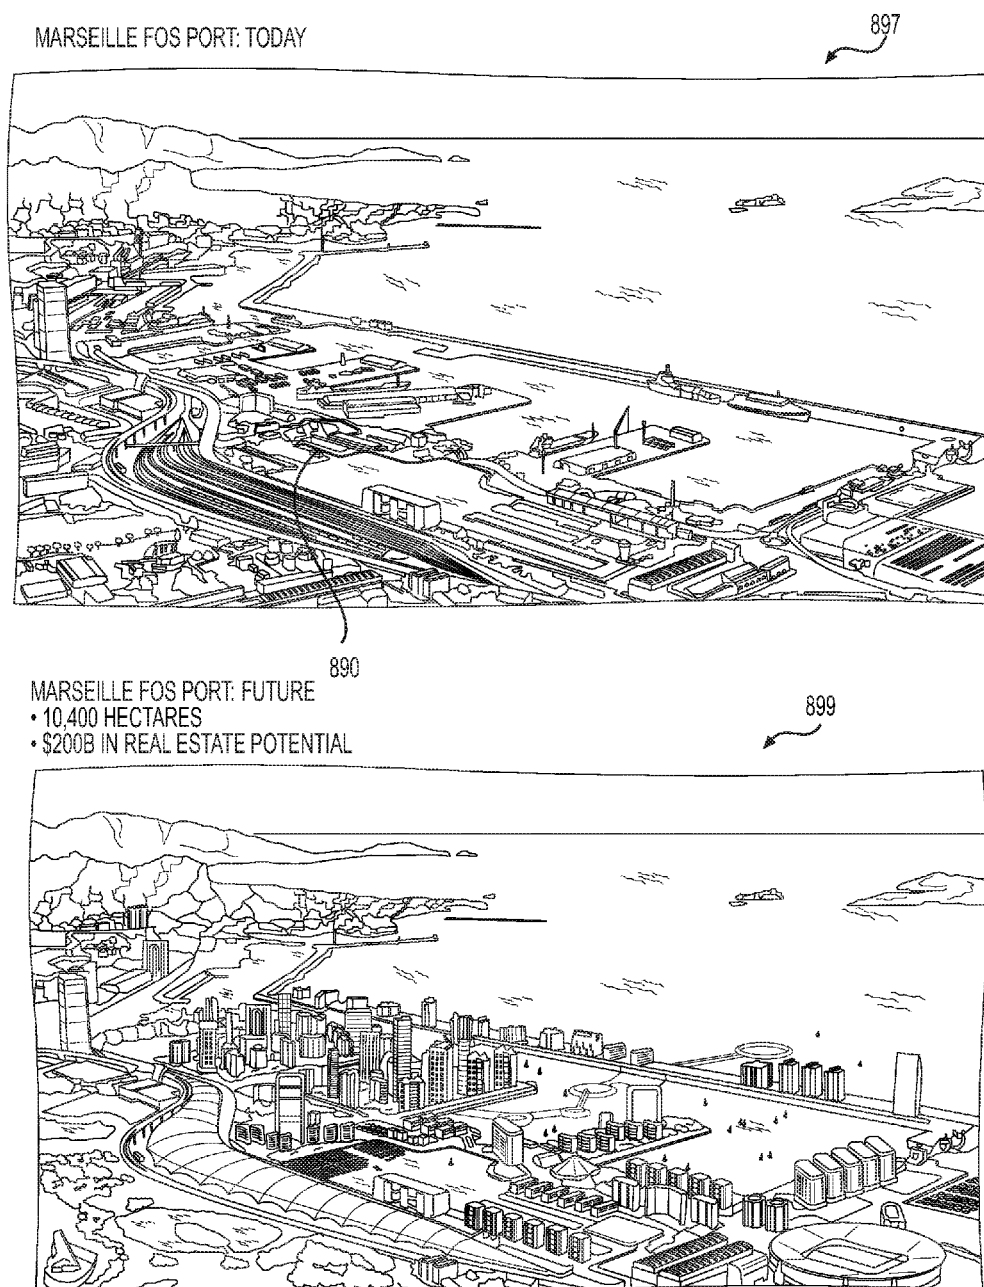 MARSEILLE FOS PORT: TODAY
897
890
MARSEILLE FOS PORT: FUTURE
• 10,400 HECTARES
• $200B IN REAL ESTATE POTENTIAL
899